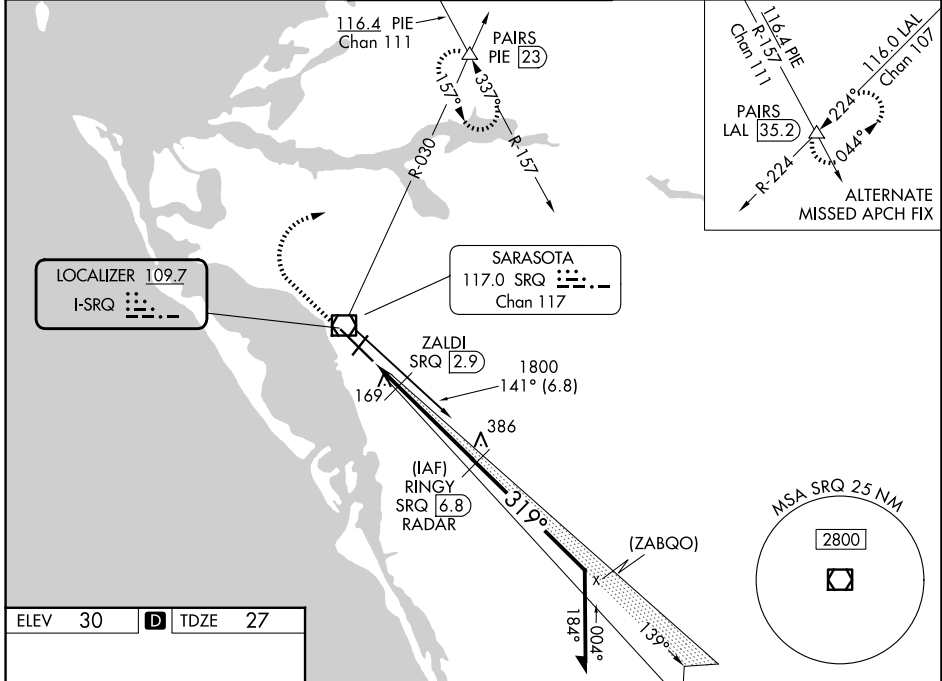 116.4 PIE
Chan 111
PAIRS
PIE 23
157°
337°
R-030
R-157
116.4 PIE
R-157
Chan 111
116.0 LAL
Chan 107
PAIRS
LAL 35.2
224°
044°
R-224
ALTERNATE
MISSED APCH FIX
LOCALIZER 109.7
I-SRQ
SARASOTA
117.0 SRQ
Chan 117
ZALDI
SRQ 2.9
1800
141° (6.8)
169
386
(IAF)
RINGY
SRQ 6.8
RADAR
319°
(ZABQO)
x
184°
004°
139°
MSA SRQ 25 NM
2800
ELEV 30 D TDZE 27